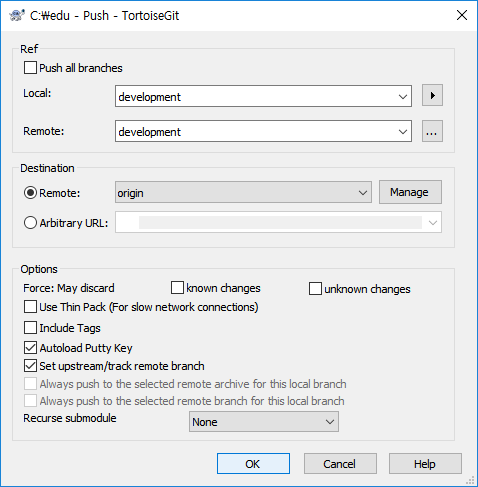 C:₩edu - Push - TortoiseGit
Ref
Push all branches
Local: development
Remote: development ...
Destination
Remote: origin Manage
Arbitrary URL:
Options
Force: May discard known changes unknown changes
Use Thin Pack (For slow network connections)
Include Tags
Autoload Putty Key
Set upstream/track remote branch
Always push to the selected remote archive for this local branch
Always push to the selected remote branch for this local branch
Recurse submodule None
OK Cancel Help